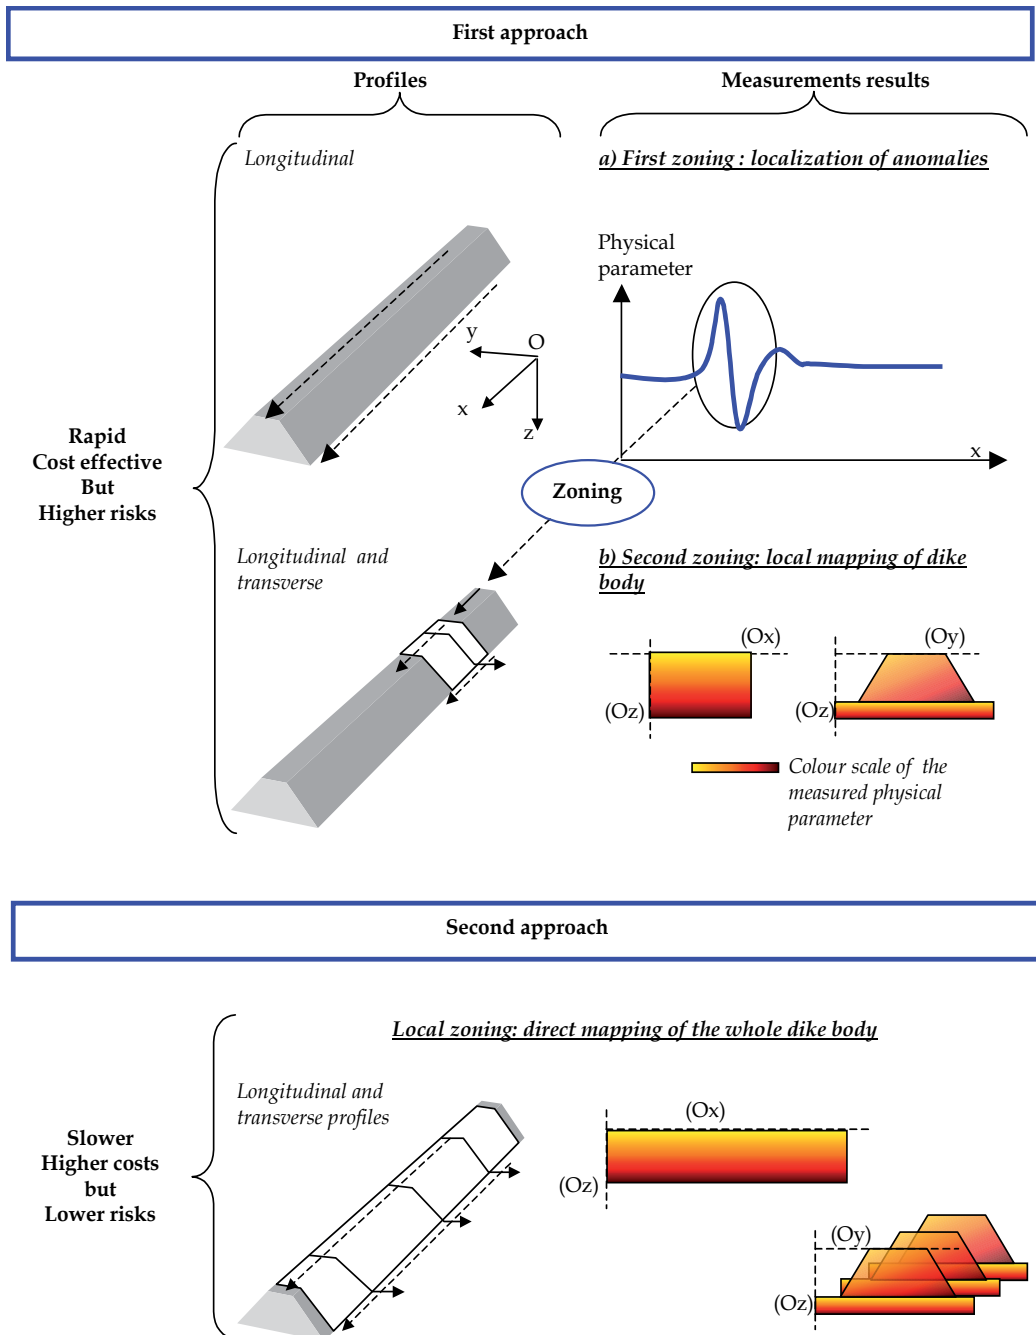 First approach
Profiles
Measurements results
Longitudinal
a) First zoning : localization of anomalies
Physical
parameter
y
O
x
z
x
Rapid
Cost effective
But
Higher risks
Zoning
Longitudinal and
transverse
b) Second zoning: local mapping of dike
body
(Ox)
(Oy)
(Oz)
(Oz)
Colour scale of the
measured physical
parameter
Second approach
Local zoning: direct mapping of the whole dike body
Longitudinal and
transverse profiles
Slower
Higher costs
but
Lower risks
(Ox)
(Oz)
(Oy)
(Oz)